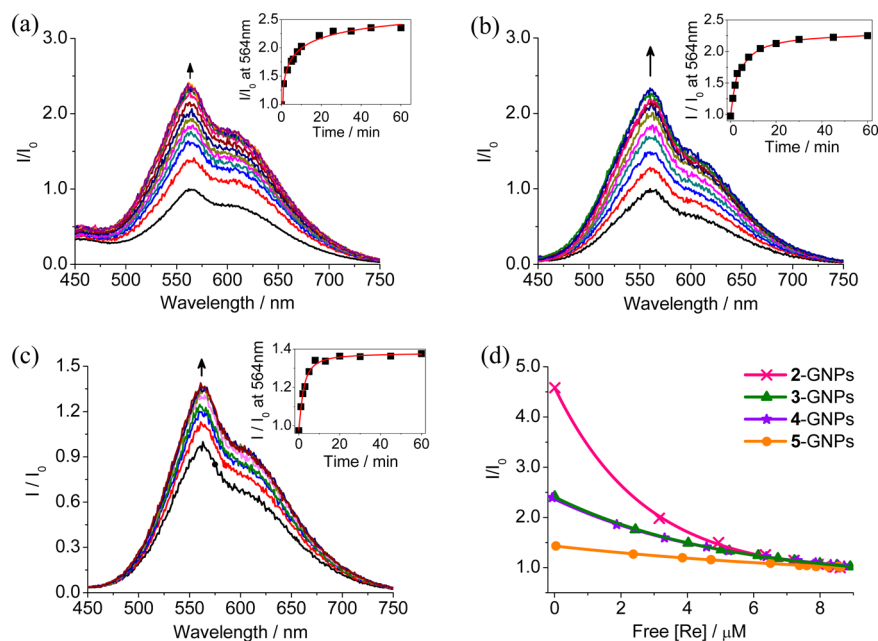 (a)
I/I0
3.0
2.0
1.0
0.0
450 500 550 600 650 700 750
Wavelength / nm
I/I0 at 564nm
2.5
2.0
1.5
1.0
0 20 40 60
Time / min
(b)
I/I0
3.0
2.0
1.0
0.0
450 500 550 600 650 700 750
Wavelength / nm
I / I0 at 564nm
2.5
2.0
1.5
1.0
0 20 40 60
Time / min
(c)
I / I0
1.5
1.2
0.9
0.6
0.3
0.0
450 500 550 600 650 700 750
Wavelength / nm
I / I0 at 564nm
1.4
1.2
1.0
0 20 40 60
Time / min
(d)
I/I0
5.0
4.0
3.0
2.0
1.0
0 2 4 6 8
Free [Re] / μM
2-GNPs
3-GNPs
4-GNPs
5-GNPs